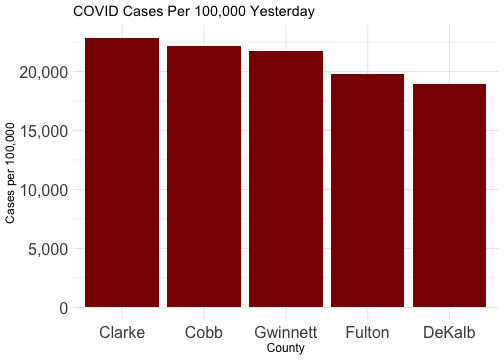 COVID Cases Per 100,000 Yesterday
Cases per 100,000
20,000
15,000
10,000
5,000
0
Clarke Cobb Gwinnett Fulton DeKalb
County